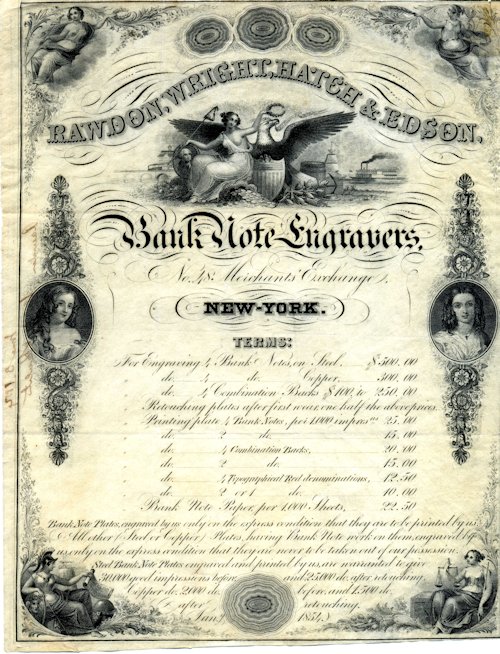 RAWDON, WRIGHT, HATCH & EDSON,
Bank Note Engravers,
No. 48 Merchants' Exchange,
NEW-YORK.
TERMS:
For Engraving 4 Bank Notes, on Steel, $500,00
do. 4 do. Copper, 300,00
do. 4 Combination Backs $100, to 250,00
Retouching plates after first wear, one half the above prices.
Printing plate 4 Bank Notes, per 1,000 impress.ns 25,00
do. 2 do. 15,00
do. 4 Combination Backs, 20,00
do. 2 do. 15,00
do. 4 Typographical Red denominations, 12,50
do. 2 or 1 do. 10,00
Bank Note Paper, per 1000 Sheets, 22,50
Bank Note Plates, engraved by us, only on the express condition that they are to be printed by us.
All other (Steel or Copper) Plates, having Bank Note work on them, engraved by
us, only on the express condition that they are never to be taken out of our possession.
Steel Bank Note Plates engraved and printed by us, are warranted to give
30,000 good impressions before, and 25,000 do. after retouching.
Copper do. 2000 do. before, and 1,500 do.
after retouching.
Jany. 1854.